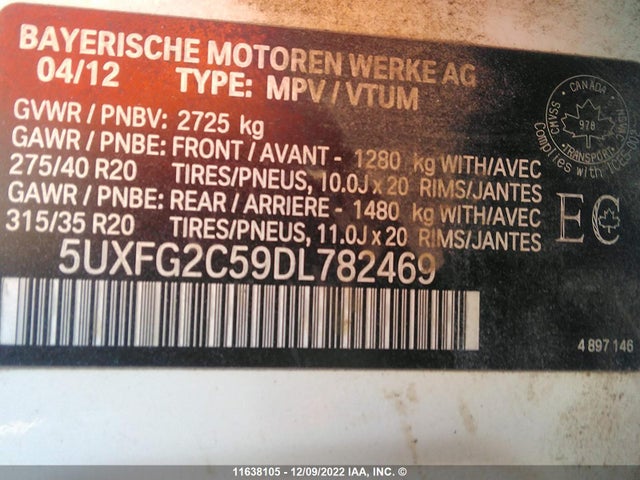 BAYERISCHE MOTOREN WERKE AG
04/12 TYPE: MPV / VTUM
GVWR / PNBV: 2725 kg
GAWR / PNBE: FRONT / AVANT - 1280 kg WITH/AVEC
275/40 R20 TIRES/PNEUS, 10.0J x 20 RIMS/JANTES
GAWR / PNBE: REAR / ARRIERE - 1480 kg WITH/AVEC
315/35 R20 TIRES/PNEUS, 11.0J x 20 RIMS/JANTES
5UXFG2C59DL782469
CANADA
CMVSS
978
TRANSPORT
Complies
EC
4 897 146
11638105 - 12/09/2022 IAA, INC. ©